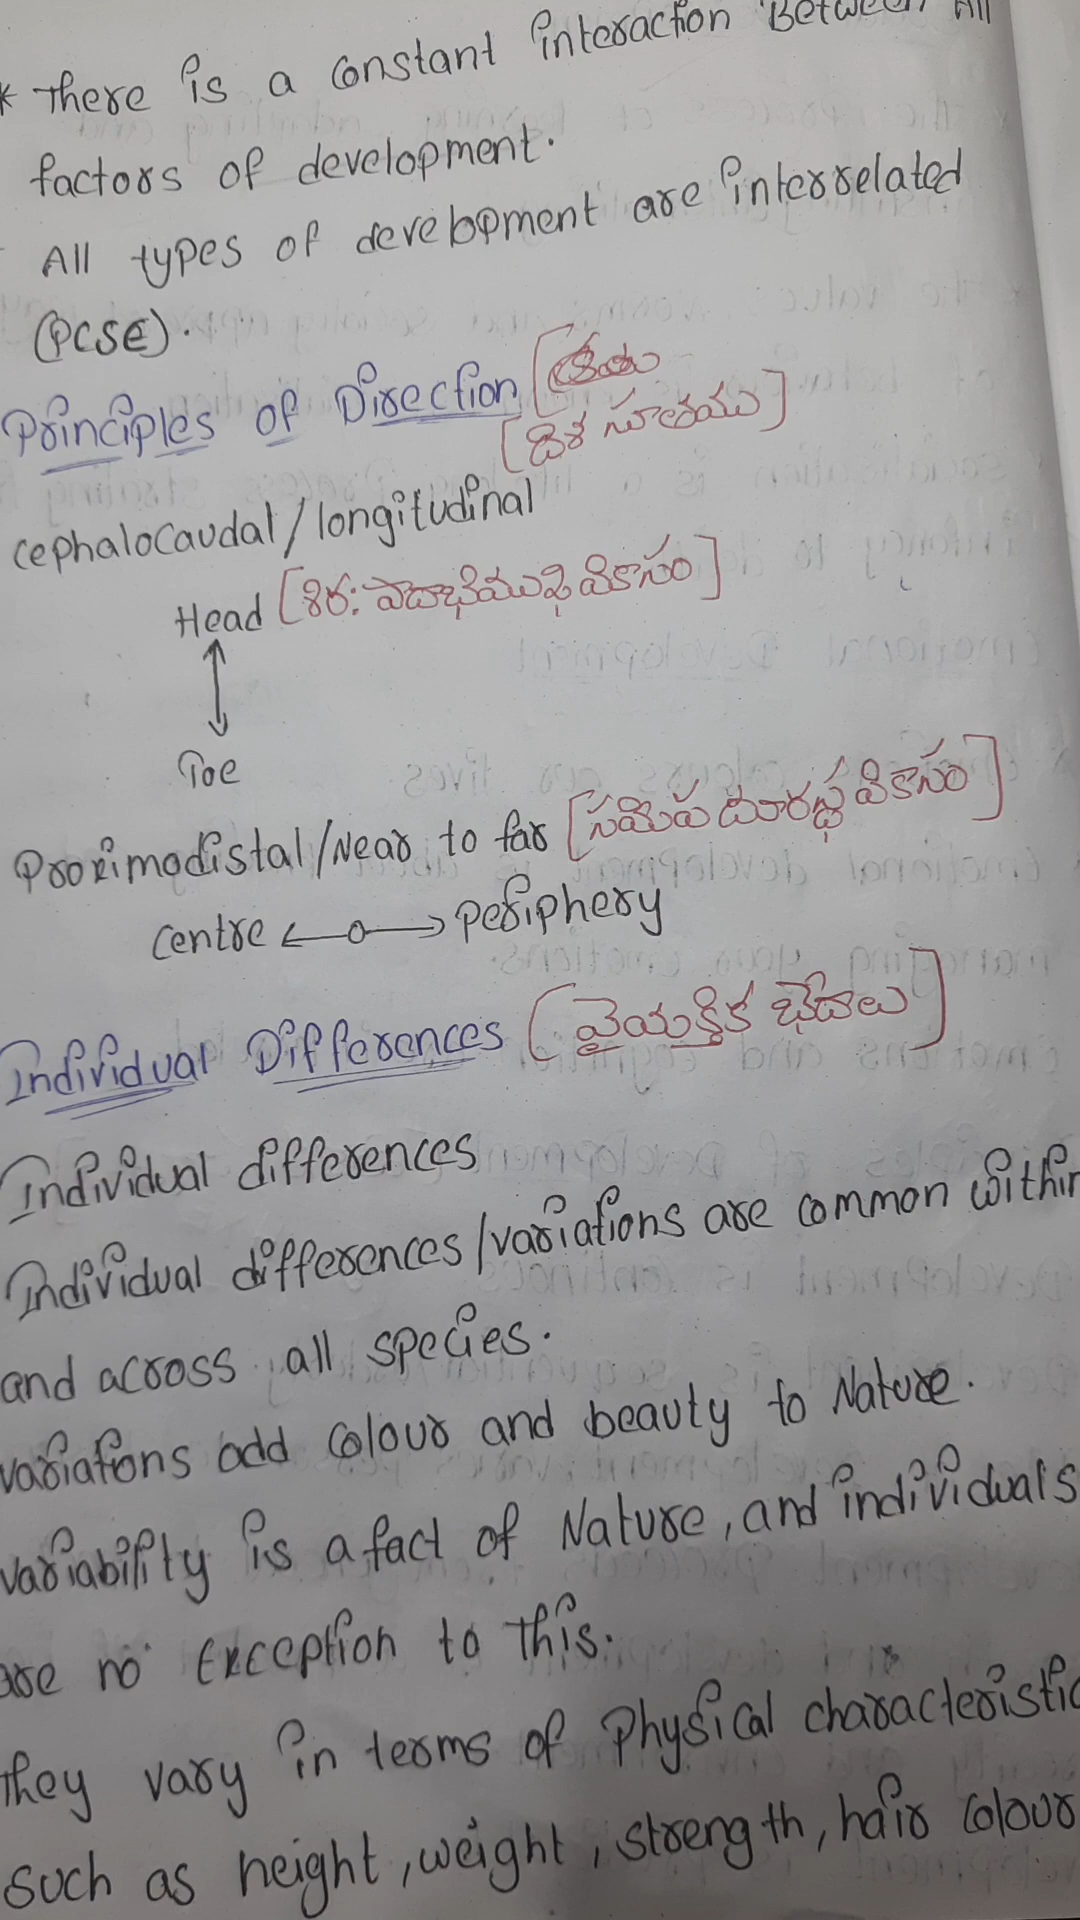 * There is a constant interaction Between All
factors of development.
All types of development are interrelated
(PCSE).
Principles of Direction [
[దిశ సూత్రము]
cephalocaudal/longitudinal
Head [శిర: పాదాభిముఖ వికాసం]
Toe
Proximodistal/Near to far [సమీప దూరస్థ వికాసం]
centre ← o → periphery
Individual Differences (వైయక్తిక భేదాలు]
Individual differences
Individual differences/variations are common within
and across all species.
variations add colour and beauty to Nature.
variability is a fact of Nature, and individuals
are no exception to this.
They vary in terms of physical characteristic
such as height, weight, strength, hair colour